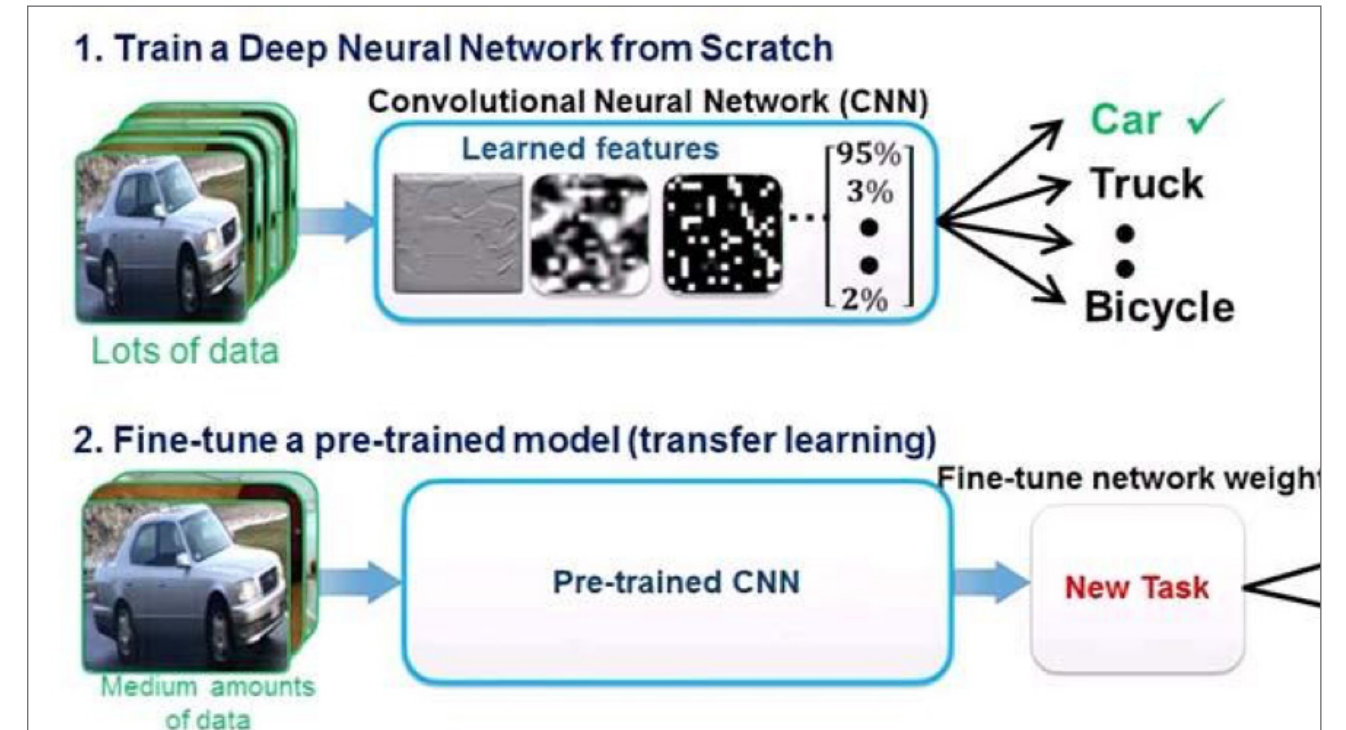 1. Train a Deep Neural Network from Scratch
Convolutional Neural Network (CNN)
Learned features
95%
3%
2%
Car ✓
Truck
Bicycle
Lots of data
2. Fine-tune a pre-trained model (transfer learning)
Fine-tune network weight
Pre-trained CNN
New Task
Medium amounts
of data